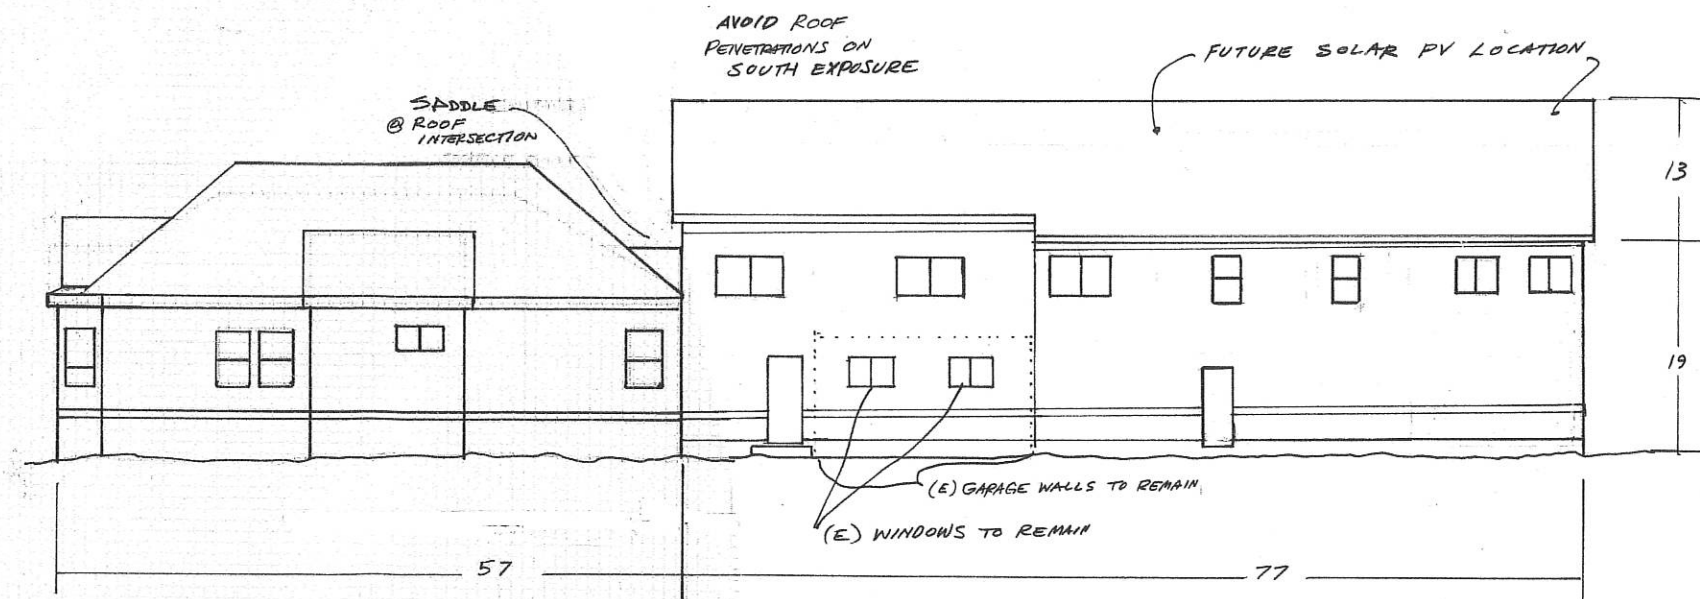 AVOID ROOF
PENETRATIONS ON
SOUTH EXPOSURE
FUTURE SOLAR PV LOCATION
SADDLE
@ ROOF
INTERSECTION
13
19
(E) GARAGE WALLS TO REMAIN
(E) WINDOWS TO REMAIN
57
77